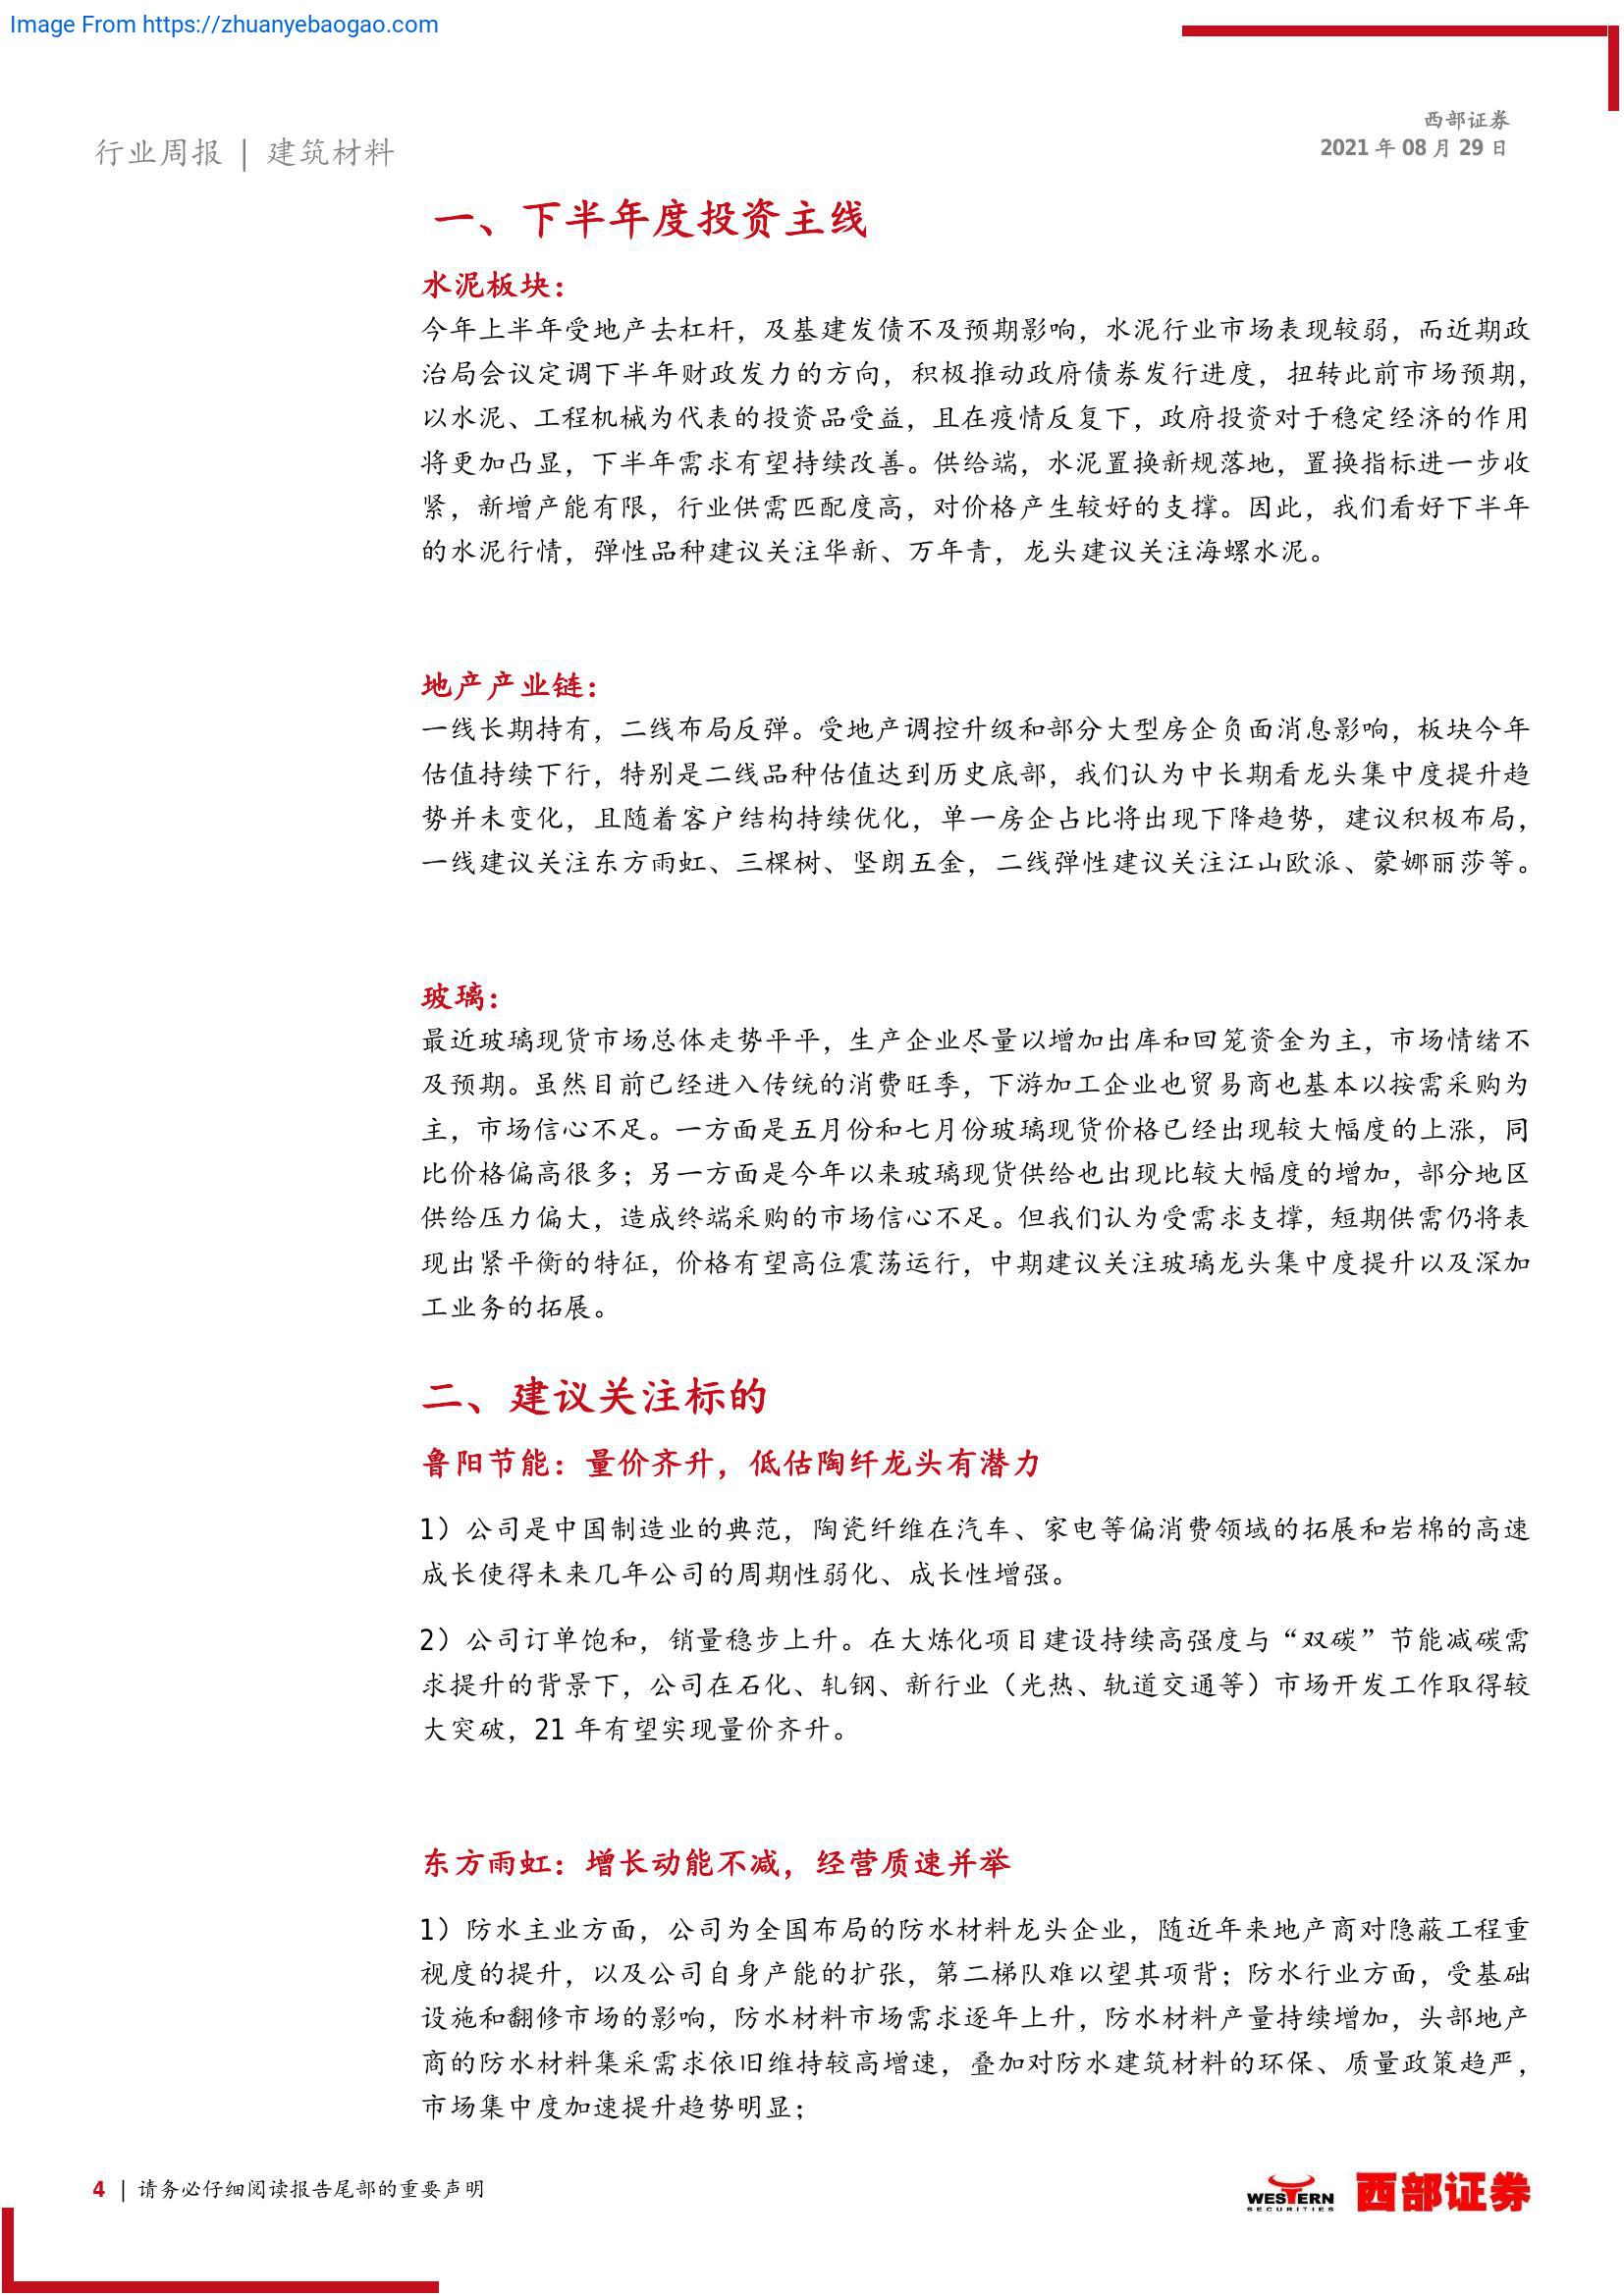 Image From https://zhuanyebaogao.com
西部证券
2021 年 08 月 29 日
行业周报 | 建筑材料
一、下半年度投资主线
水泥板块：
今年上半年受地产去杠杆，及基建发债不及预期影响，水泥行业市场表现较弱，而近期政
治局会议定调下半年财政发力的方向，积极推动政府债券发行进度，扭转此前市场预期，
以水泥、工程机械为代表的投资品受益，且在疫情反复下，政府投资对于稳定经济的作用
将更加凸显，下半年需求有望持续改善。供给端，水泥置换新规落地，置换指标进一步收
紧，新增产能有限，行业供需匹配度高，对价格产生较好的支撑。因此，我们看好下半年
的水泥行情，弹性品种建议关注华新、万年青，龙头建议关注海螺水泥。
地产产业链：
一线长期持有，二线布局反弹。受地产调控升级和部分大型房企负面消息影响，板块今年
估值持续下行，特别是二线品种估值达到历史底部，我们认为中长期看龙头集中度提升趋
势并未变化，且随着客户结构持续优化，单一房企占比将出现下降趋势，建议积极布局，
一线建议关注东方雨虹、三棵树、坚朗五金，二线弹性建议关注江山欧派、蒙娜丽莎等。
玻璃：
最近玻璃现货市场总体走势平平，生产企业尽量以增加出库和回笼资金为主，市场情绪不
及预期。虽然目前已经进入传统的消费旺季，下游加工企业也贸易商也基本以按需采购为
主，市场信心不足。一方面是五月份和七月份玻璃现货价格已经出现较大幅度的上涨，同
比价格偏高很多；另一方面是今年以来玻璃现货供给也出现比较大幅度的增加，部分地区
供给压力偏大，造成终端采购的市场信心不足。但我们认为受需求支撑，短期供需仍将表
现出紧平衡的特征，价格有望高位震荡运行，中期建议关注玻璃龙头集中度提升以及深加
工业务的拓展。
二、建议关注标的
鲁阳节能：量价齐升，低估陶纤龙头有潜力
1）公司是中国制造业的典范，陶瓷纤维在汽车、家电等偏消费领域的拓展和岩棉的高速
成长使得未来几年公司的周期性弱化、成长性增强。
2）公司订单饱和，销量稳步上升。在大炼化项目建设持续高强度与“双碳”节能减碳需
求提升的背景下，公司在石化、轧钢、新行业（光热、轨道交通等）市场开发工作取得较
大突破，21 年有望实现量价齐升。
东方雨虹：增长动能不减，经营质速并举
1）防水主业方面，公司为全国布局的防水材料龙头企业，随近年来地产商对隐蔽工程重
视度的提升，以及公司自身产能的扩张，第二梯队难以望其项背；防水行业方面，受基础
设施和翻修市场的影响，防水材料市场需求逐年上升，防水材料产量持续增加，头部地产
商的防水材料集采需求依旧维持较高增速，叠加对防水建筑材料的环保、质量政策趋严，
市场集中度加速提升趋势明显；
4 | 请务必仔细阅读报告尾部的重要声明
WESTERN
SECURITIES
西部证券